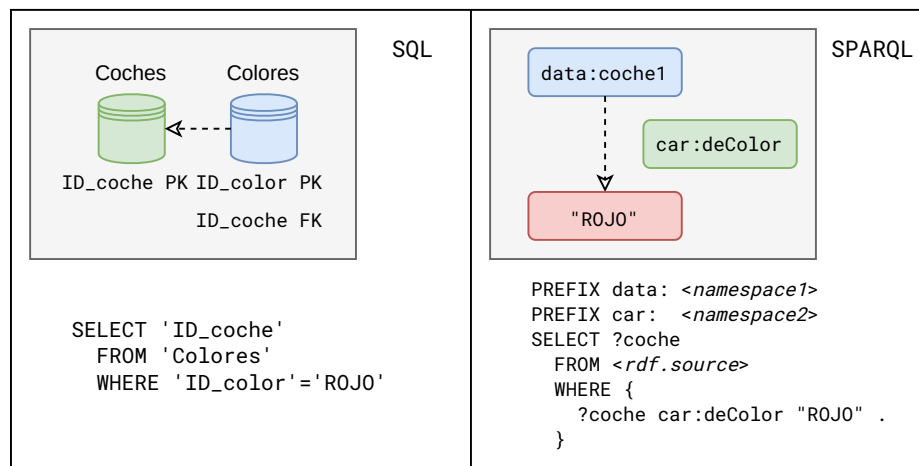 SQL
Coches Colores
ID_coche PK ID_color PK
ID_coche FK
SELECT 'ID_coche'
FROM 'Colores'
WHERE 'ID_color'='ROJO'
SPARQL
data:coche1
car:deColor
"ROJO"
PREFIX data: <namespace1>
PREFIX car: <namespace2>
SELECT ?coche
FROM <rdf.source>
WHERE {
?coche car:deColor "ROJO" .
}